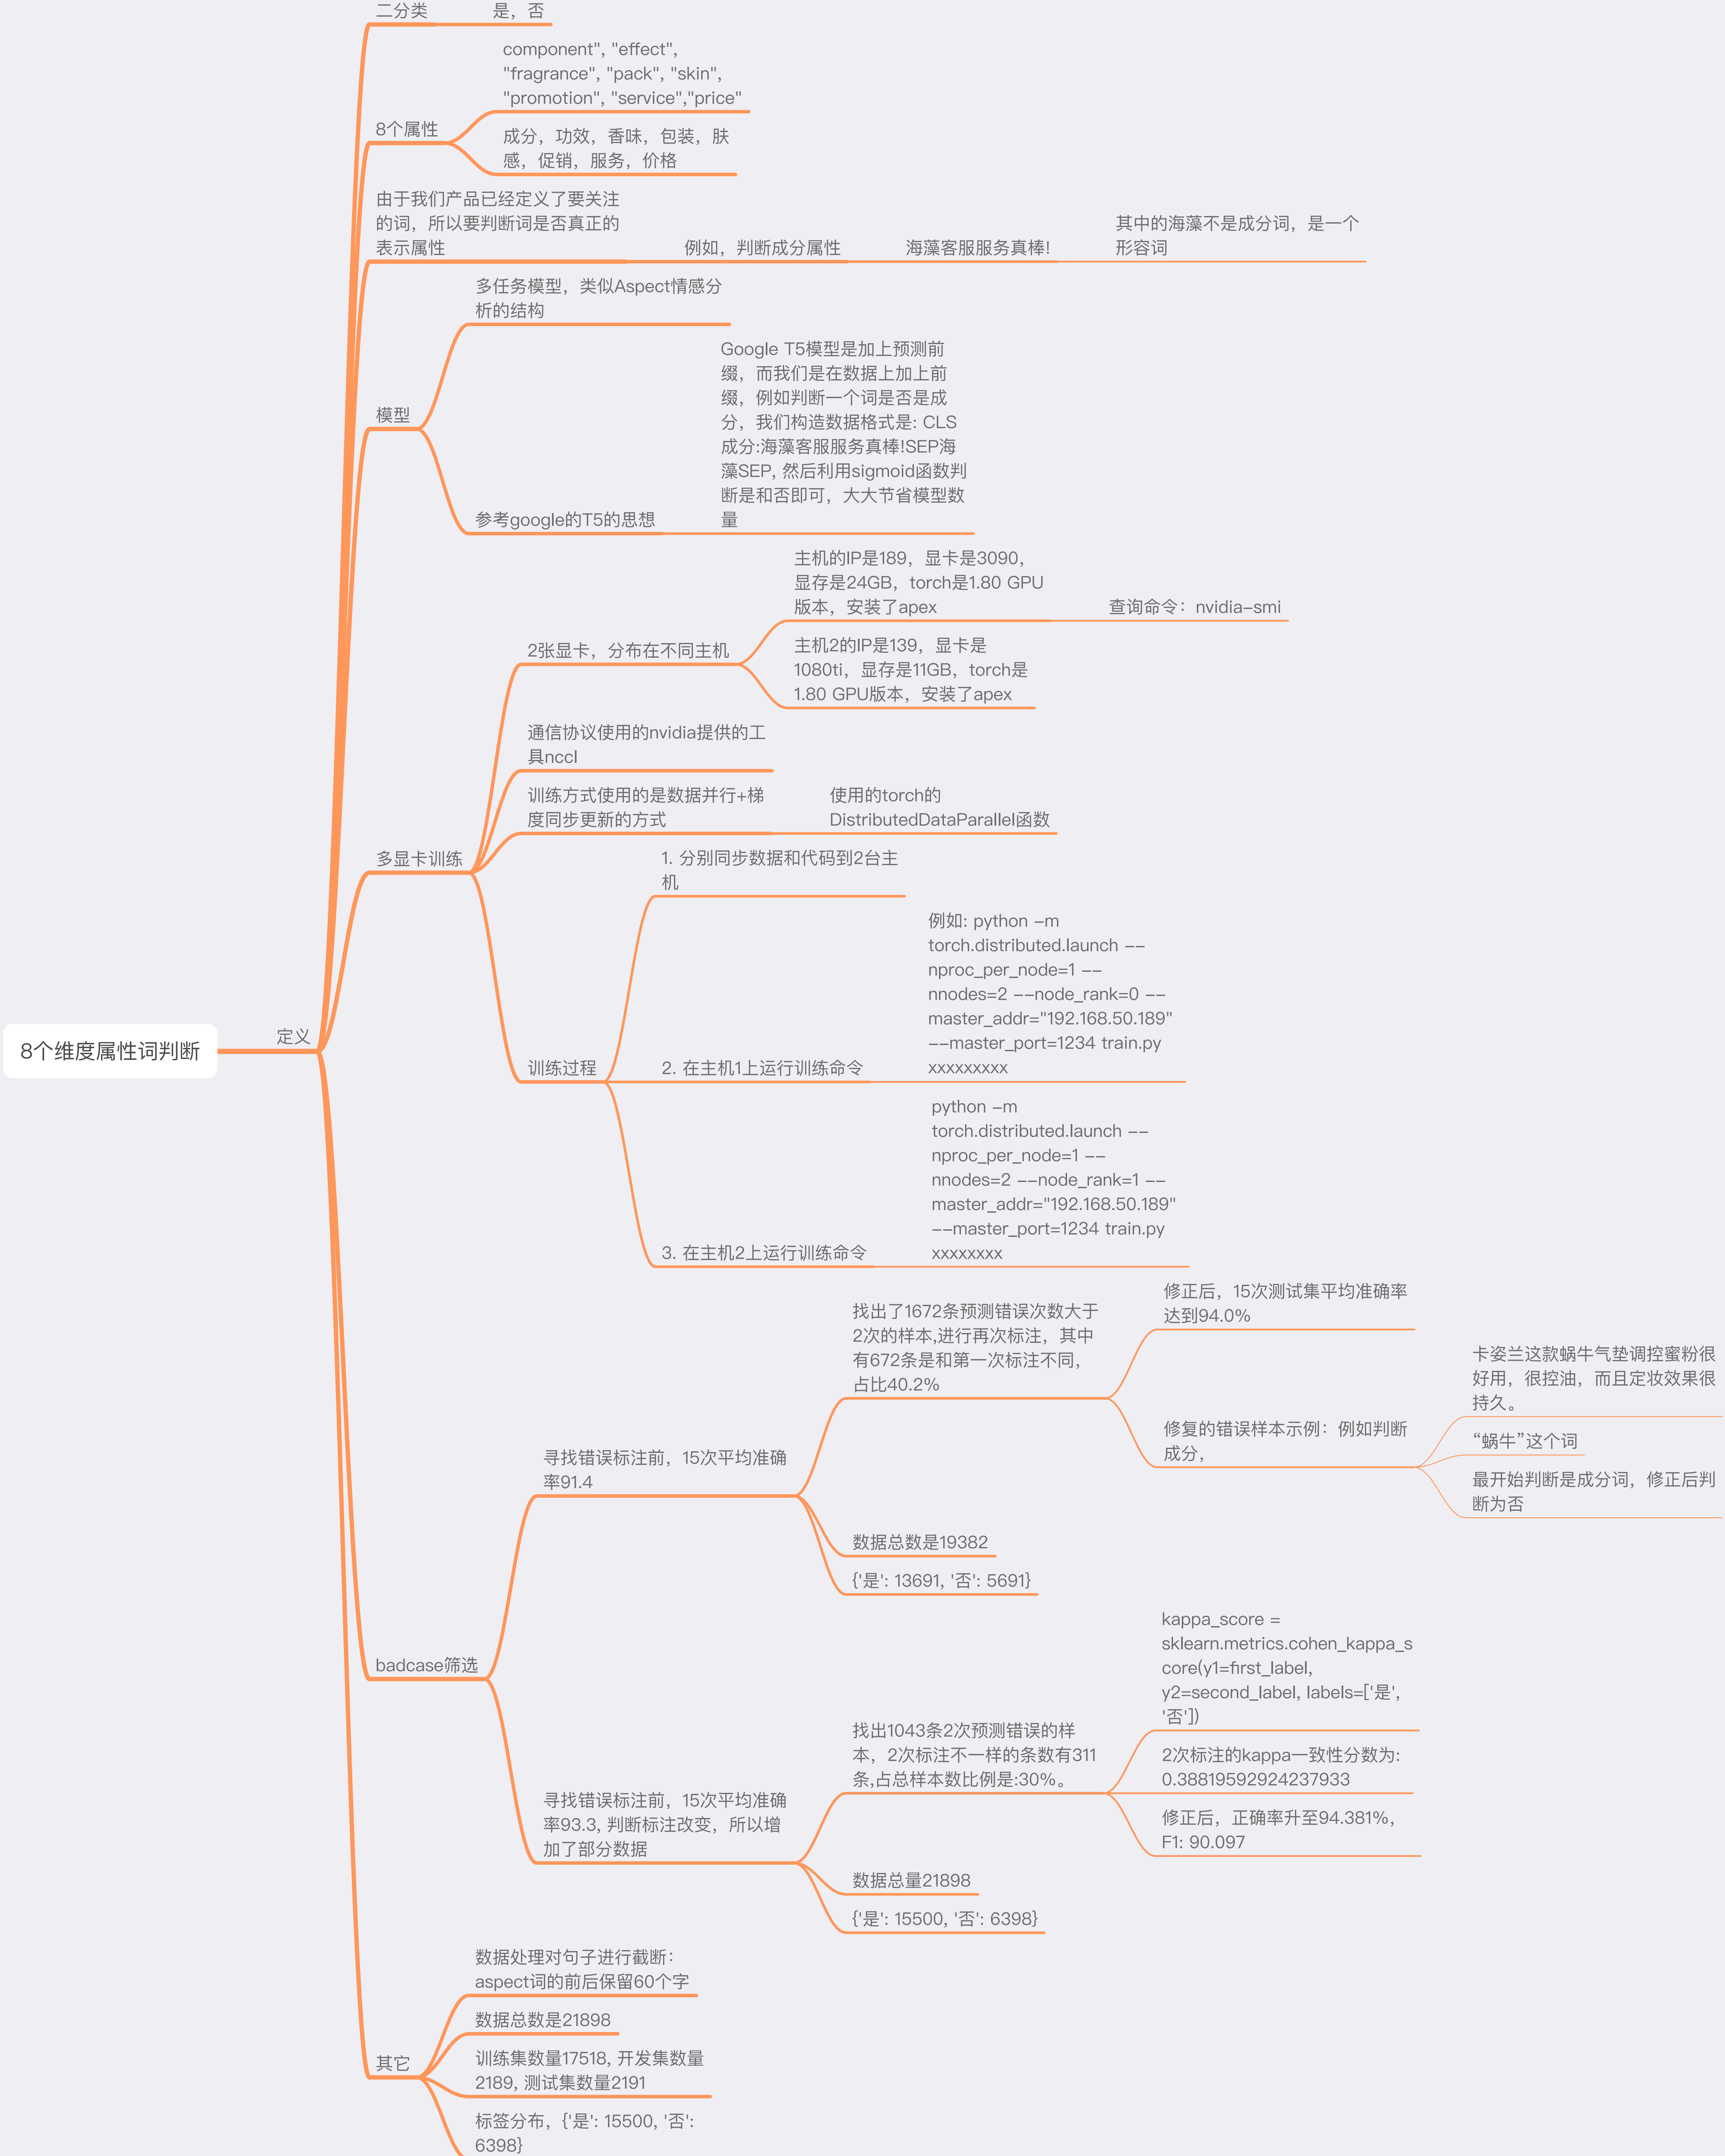 8个维度属性词判断
定义
二分类
是，否
8个属性
component", "effect",
"fragrance", "pack", "skin",
"promotion", "service","price"
成分，功效，香味，包装，肤
感，促销，服务，价格
由于我们产品已经定义了要关注
的词，所以要判断词是否真正的
表示属性
例如，判断成分属性
海藻客服服务真棒!
其中的海藻不是成分词，是一个
形容词
模型
多任务模型，类似Aspect情感分
析的结构
参考google的T5的思想
Google T5模型是加上预测前
缀，而我们是在数据上加上前
缀，例如判断一个词是否是成
分，我们构造数据格式是: CLS
成分:海藻客服服务真棒!SEP海
藻SEP, 然后利用sigmoid函数判
断是和否即可，大大节省模型数
量
多显卡训练
2张显卡，分布在不同主机
主机的IP是189，显卡是3090，
显存是24GB，torch是1.80 GPU
版本，安装了apex
查询命令：nvidia-smi
主机2的IP是139，显卡是
1080ti，显存是11GB，torch是
1.80 GPU版本，安装了apex
通信协议使用的nvidia提供的工
具nccl
训练方式使用的是数据并行+梯
度同步更新的方式
使用的torch的
DistributedDataParallel函数
训练过程
1. 分别同步数据和代码到2台主
机
2. 在主机1上运行训练命令
例如: python -m
torch.distributed.launch --
nproc_per_node=1 --
nnodes=2 --node_rank=0 --
master_addr="192.168.50.189"
--master_port=1234 train.py
xxxxxxxxx
3. 在主机2上运行训练命令
python -m
torch.distributed.launch --
nproc_per_node=1 --
nnodes=2 --node_rank=1 --
master_addr="192.168.50.189"
--master_port=1234 train.py
xxxxxxxx
badcase筛选
寻找错误标注前，15次平均准确
率91.4
找出了1672条预测错误次数大于
2次的样本,进行再次标注，其中
有672条是和第一次标注不同，
占比40.2%
修正后，15次测试集平均准确率
达到94.0%
修复的错误样本示例：例如判断
成分，
卡姿兰这款蜗牛气垫调控蜜粉很
好用，很控油，而且定妆效果很
持久。
“蜗牛”这个词
最开始判断是成分词，修正后判
断为否
数据总数是19382
{'是': 13691, '否': 5691}
寻找错误标注前，15次平均准确
率93.3, 判断标注改变，所以增
加了部分数据
找出1043条2次预测错误的样
本，2次标注不一样的条数有311
条,占总样本数比例是:30%。
kappa_score =
sklearn.metrics.cohen_kappa_s
core(y1=first_label,
y2=second_label, labels=['是',
'否'])
2次标注的kappa一致性分数为:
0.38819592924237933
修正后，正确率升至94.381%，
F1: 90.097
数据总量21898
{'是': 15500, '否': 6398}
其它
数据处理对句子进行截断：
aspect词的前后保留60个字
数据总数是21898
训练集数量17518, 开发集数量
2189, 测试集数量2191
标签分布，{'是': 15500, '否':
6398}